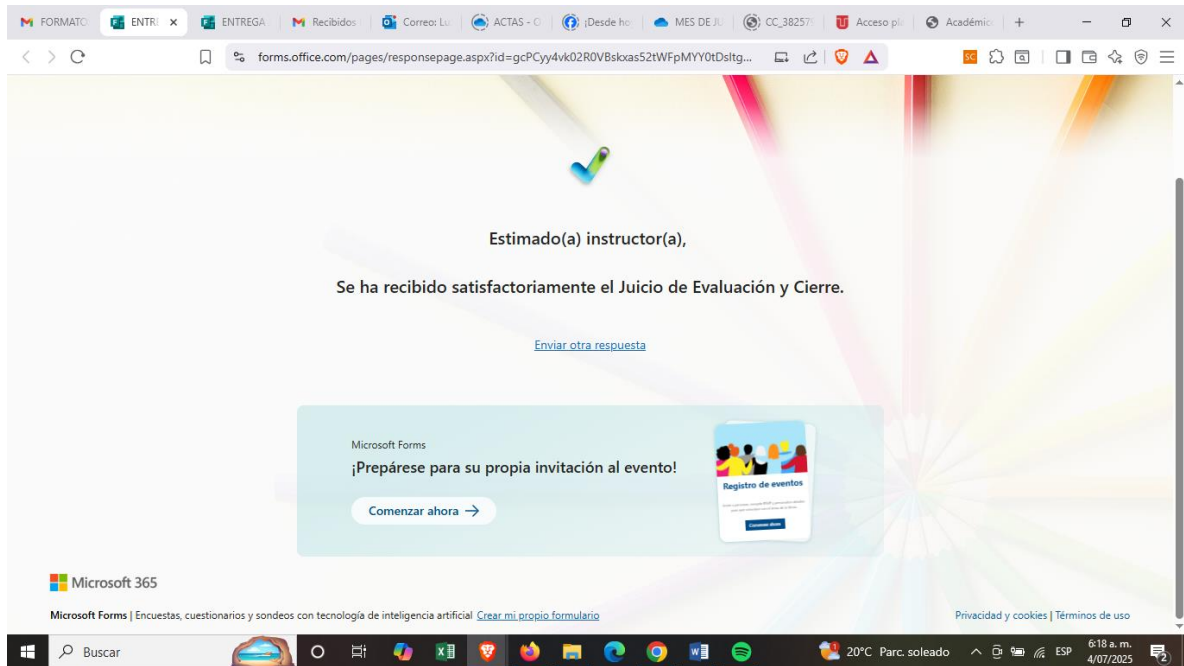 FORMATO
ENTRE
ENTREGA
Recibidos
Correo: Lu
ACTAS - O
¡Desde ho
MES DE JU
CC_38257
Acceso pl
Académic
forms.office.com/pages/responsepage.aspx?id=gcPCyy4vk02R0VBskxas52tWFpMYY0tDsltg...
SC
Estimado(a) instructor(a),
Se ha recibido satisfactoriamente el Juicio de Evaluación y Cierre.
Enviar otra respuesta
Microsoft Forms
¡Prepárese para su propia invitación al evento!
Comenzar ahora →
Registro de eventos
Comenzar ahora
Microsoft 365
Microsoft Forms | Encuestas, cuestionarios y sondeos con tecnología de inteligencia artificial Crear mi propio formulario
Privacidad y cookies | Términos de uso
Buscar
20°C Parc. soleado
ESP
6:18 a. m.
4/07/2025
2